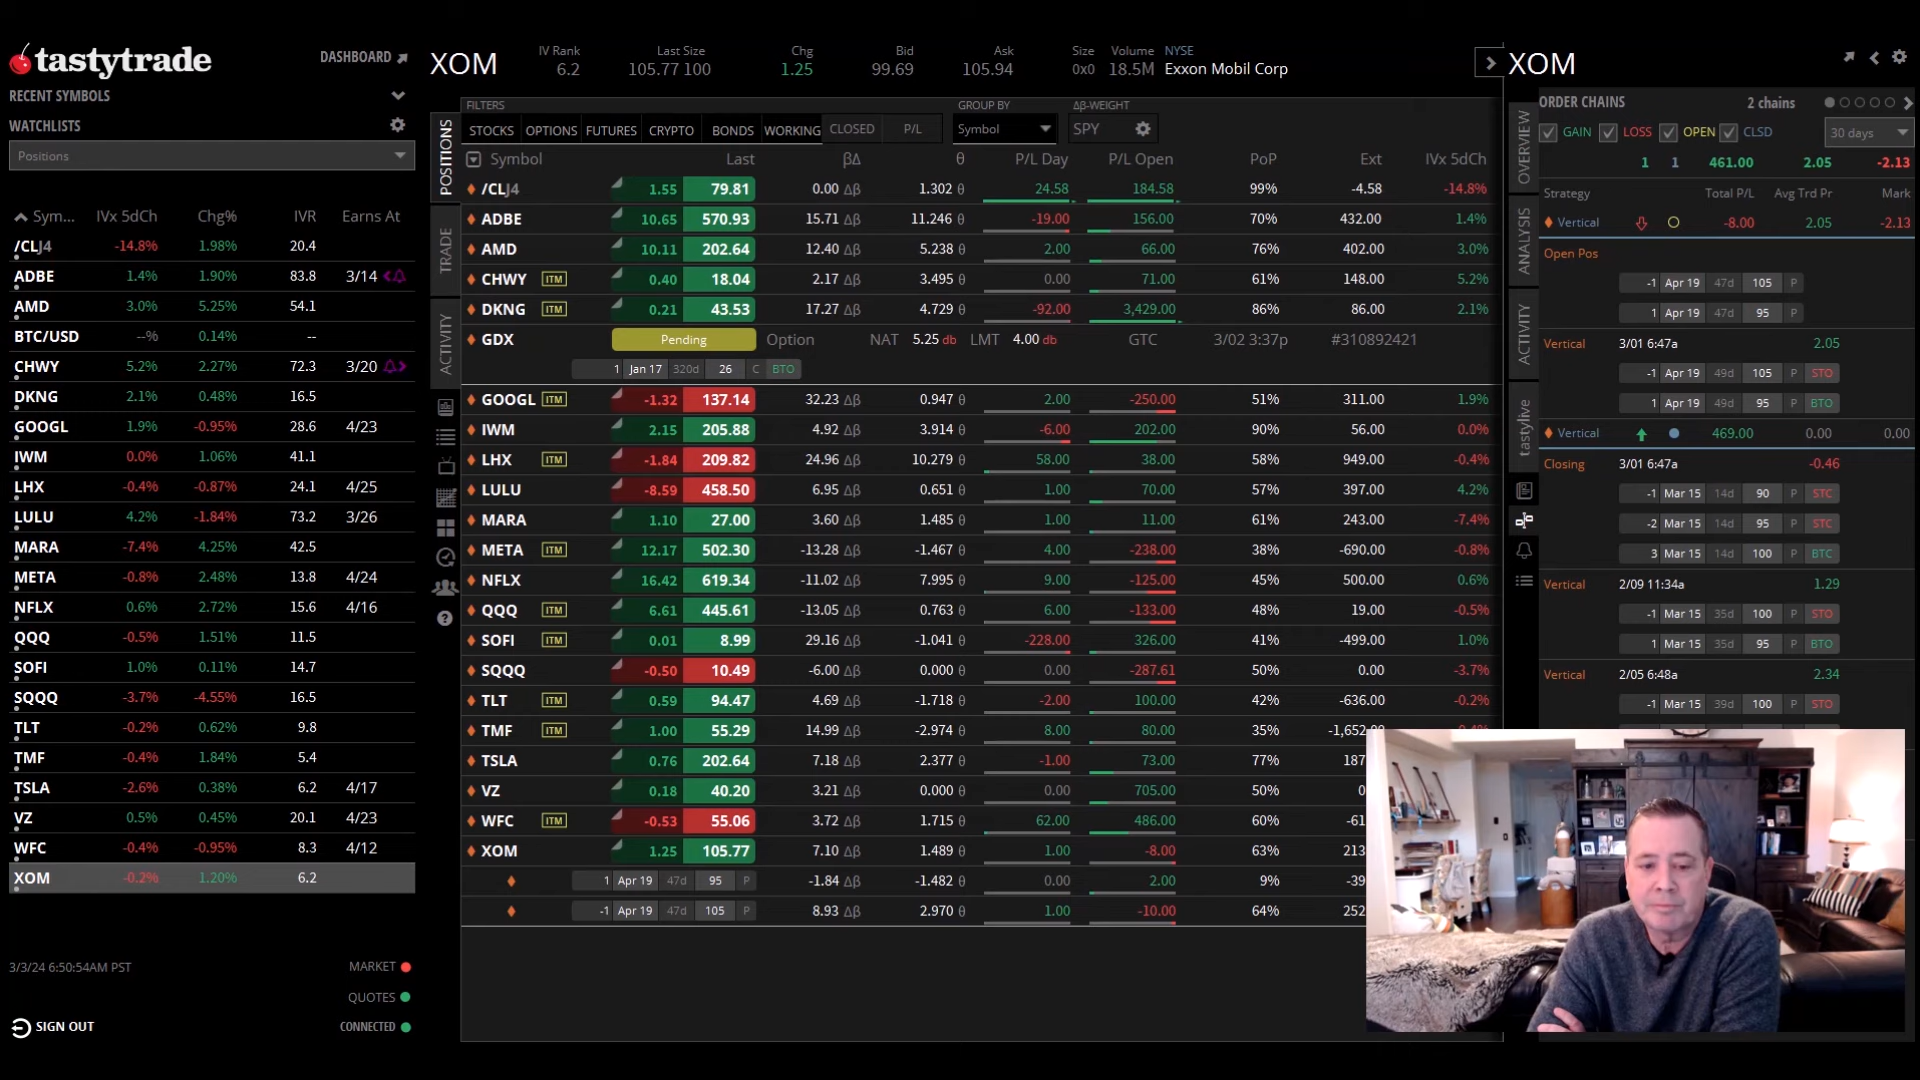 tastytrade
DASHBOARD
RECENT SYMBOLS
WATCHLISTS
Positions
Sym... IVx 5dCh Chg% IVR Earns At
/CLJ4 -14.8% 1.98% 20.4
ADBE 1.4% 1.90% 83.8 3/14
AMD 3.0% 5.25% 54.1
BTC/USD --% 0.14% --
CHWY 5.2% 2.27% 72.3 3/20
DKNG 2.1% 0.48% 16.5
GOOGL 1.9% -0.95% 28.6 4/23
IWM 0.0% 1.06% 41.1
LHX -0.4% -0.87% 24.1 4/25
LULU 4.2% -1.84% 73.2 3/26
MARA -7.4% 4.25% 42.5
META -0.8% 2.48% 13.8 4/24
NFLX 0.6% 2.72% 15.6 4/16
QQQ -0.5% 1.51% 11.5
SOFI 1.0% 0.11% 14.7
SQQQ -3.7% -4.55% 16.5
TLT -0.2% 0.62% 9.8
TMF -0.4% 1.84% 5.4
TSLA -2.6% 0.38% 6.2 4/17
VZ 0.5% 0.45% 20.1 4/23
WFC -0.4% -0.95% 8.3 4/12
XOM -0.2% 1.20% 6.2
3/3/24 6:50:54AM PST MARKET
QUOTES
SIGN OUT CONNECTED
XOM
IV Rank Last Size Chg Bid Ask Size Volume NYSE
6.2 105.77 100 1.25 99.69 105.94 0x0 18.5M Exxon Mobil Corp
POSITIONS
TRADE
ACTIVITY
FILTERS GROUP BY Δβ-WEIGHT
STOCKS OPTIONS FUTURES CRYPTO BONDS WORKING CLOSED P/L Symbol SPY
Symbol Last βΔ θ P/L Day P/L Open PoP Ext IVx 5dCh
/CLJ4 1.55 79.81 0.00 Δβ 1.302 θ 24.58 184.58 99% -4.58 -14.8%
ADBE 10.65 570.93 15.71 Δβ 11.246 θ -19.00 156.00 70% 432.00 1.4%
AMD 10.11 202.64 12.40 Δβ 5.238 θ 2.00 66.00 76% 402.00 3.0%
CHWY ITM 0.40 18.04 2.17 Δβ 3.495 θ 0.00 71.00 61% 148.00 5.2%
DKNG ITM 0.21 43.53 17.27 Δβ 4.729 θ -92.00 3,429.00 86% 86.00 2.1%
GDX Pending Option NAT 5.25 db LMT 4.00 db GTC 3/02 3:37p #310892421
1 Jan 17 320d 26 C BTO
GOOGL ITM -1.32 137.14 32.23 Δβ 0.947 θ 2.00 -250.00 51% 311.00 1.9%
IWM 2.15 205.88 4.92 Δβ 3.914 θ -6.00 202.00 90% 56.00 0.0%
LHX ITM -1.84 209.82 24.96 Δβ 10.279 θ 58.00 38.00 58% 949.00 -0.4%
LULU -8.59 458.50 6.95 Δβ 0.651 θ 1.00 70.00 57% 397.00 4.2%
MARA 1.10 27.00 3.60 Δβ 1.485 θ 1.00 11.00 61% 243.00 -7.4%
META ITM 12.17 502.30 -13.28 Δβ -1.467 θ 4.00 -238.00 38% -690.00 -0.8%
NFLX 16.42 619.34 -11.02 Δβ 7.995 θ 9.00 -125.00 45% 500.00 0.6%
QQQ ITM 6.61 445.61 -13.05 Δβ 0.763 θ 6.00 -133.00 48% 19.00 -0.5%
SOFI ITM 0.01 8.99 29.16 Δβ -1.041 θ -228.00 326.00 41% -499.00 1.0%
SQQQ -0.50 10.49 -6.00 Δβ 0.000 θ 0.00 -287.61 50% 0.00 -3.7%
TLT ITM 0.59 94.47 4.69 Δβ -1.718 θ -2.00 100.00 42% -636.00 -0.2%
TMF ITM 1.00 55.29 14.99 Δβ -2.974 θ 8.00 80.00 35% -1,652
TSLA 0.76 202.64 7.18 Δβ 2.377 θ -1.00 73.00 77% 187
VZ 0.18 40.20 3.21 Δβ 0.000 θ 0.00 705.00 50% 0
WFC ITM -0.53 55.06 3.72 Δβ 1.715 θ 62.00 486.00 60% -61
XOM 1.25 105.77 7.10 Δβ 1.489 θ 1.00 -8.00 63% 213
1 Apr 19 47d 95 P -1.84 Δβ -1.482 θ 0.00 2.00 9% -39
-1 Apr 19 47d 105 P 8.93 Δβ 2.970 θ 1.00 -10.00 64% 252
XOM
OVERVIEW
ANALYSIS
ACTIVITY
tastylive
ORDER CHAINS 2 chains
GAIN LOSS OPEN CLSD 30 days
1 1 461.00 2.05 -2.13
Strategy Total P/L Avg Trd Pr Mark
Vertical -8.00 2.05 -2.13
Open Pos
-1 Apr 19 47d 105 P
1 Apr 19 47d 95 P
Vertical 3/01 6:47a 2.05
-1 Apr 19 49d 105 P STO
1 Apr 19 49d 95 P BTO
Vertical 469.00 0.00 0.00
Closing 3/01 6:47a -0.46
-1 Mar 15 14d 90 P STC
-2 Mar 15 14d 95 P STC
3 Mar 15 14d 100 P BTC
Vertical 2/09 11:34a 1.29
-1 Mar 15 35d 100 P STO
1 Mar 15 35d 95 P BTO
Vertical 2/05 6:48a 2.34
-1 Mar 15 39d 100 P STO